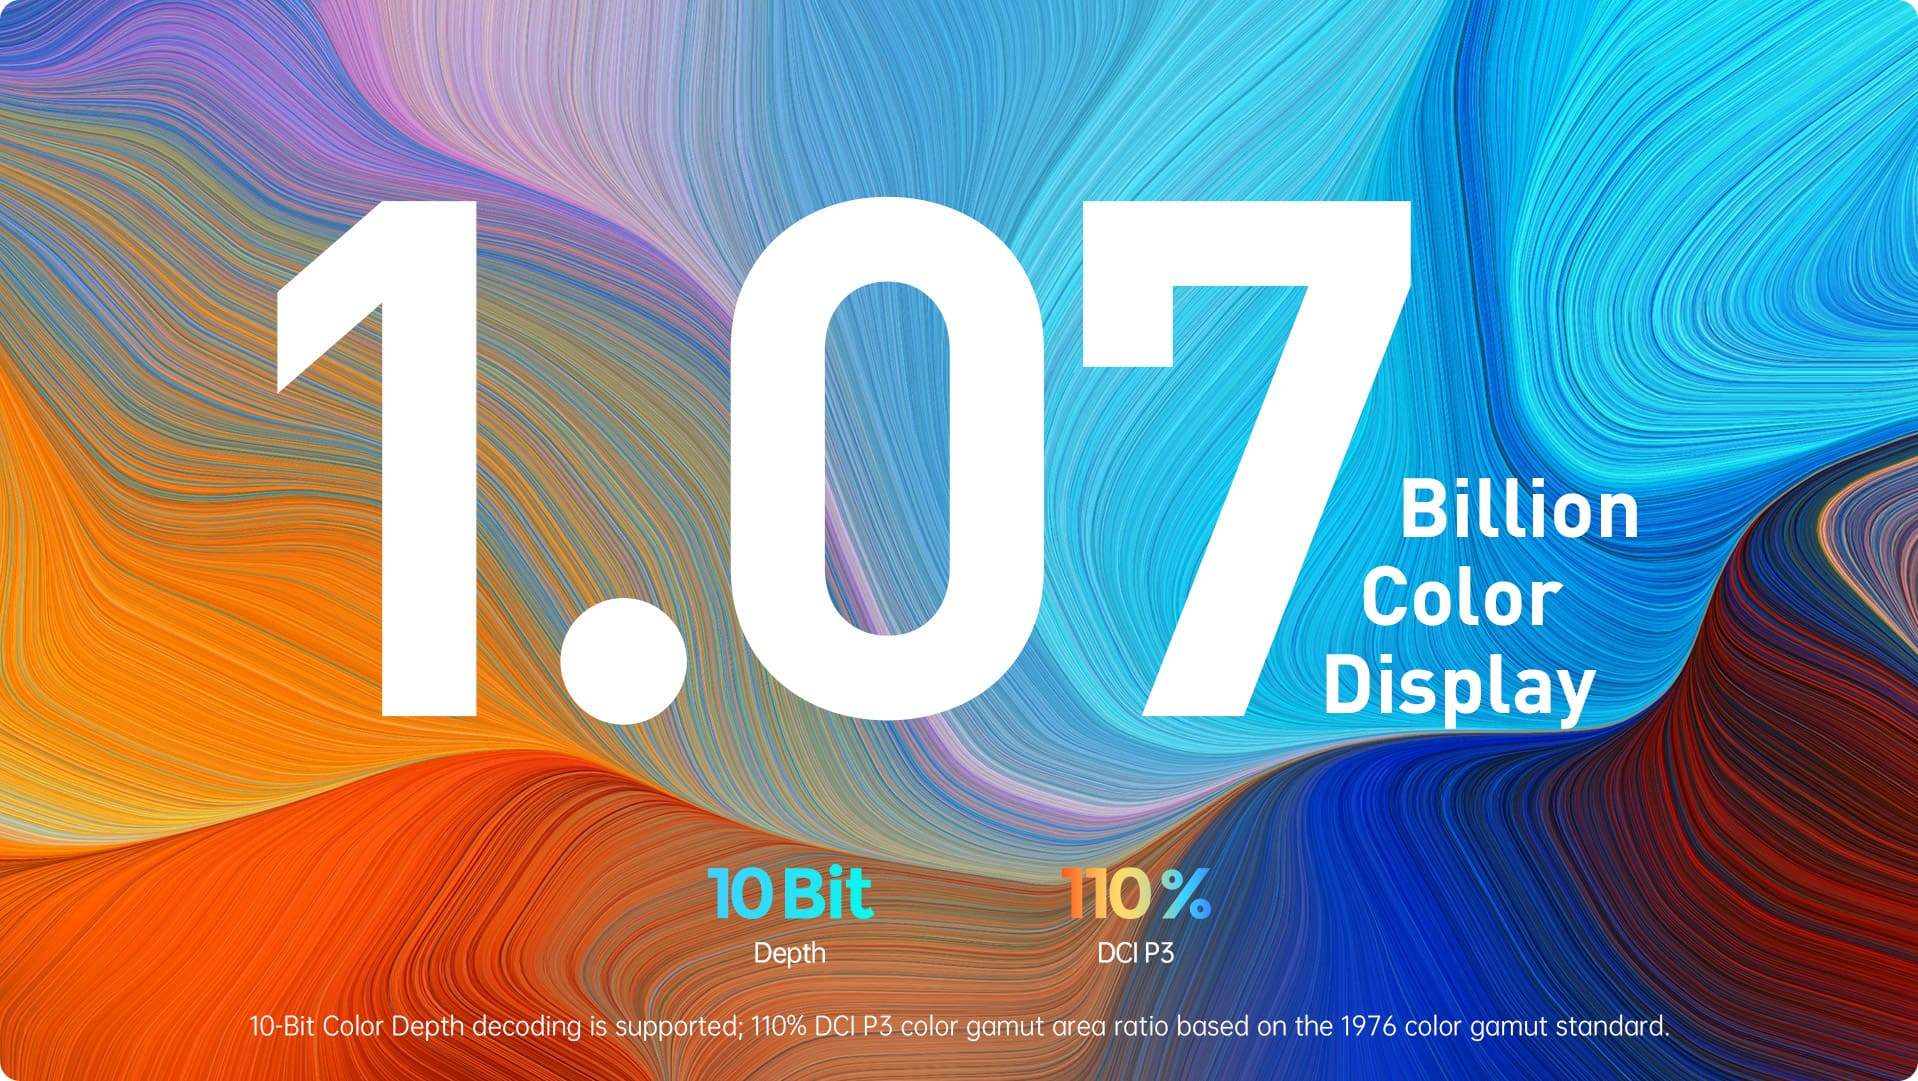 1.07
Billion
Color
Display
10 Bit
Depth
110%
DCI P3
10-Bit Color Depth decoding is supported; 110% DCI P3 color gamut area ratio based on the 1976 color gamut standard.